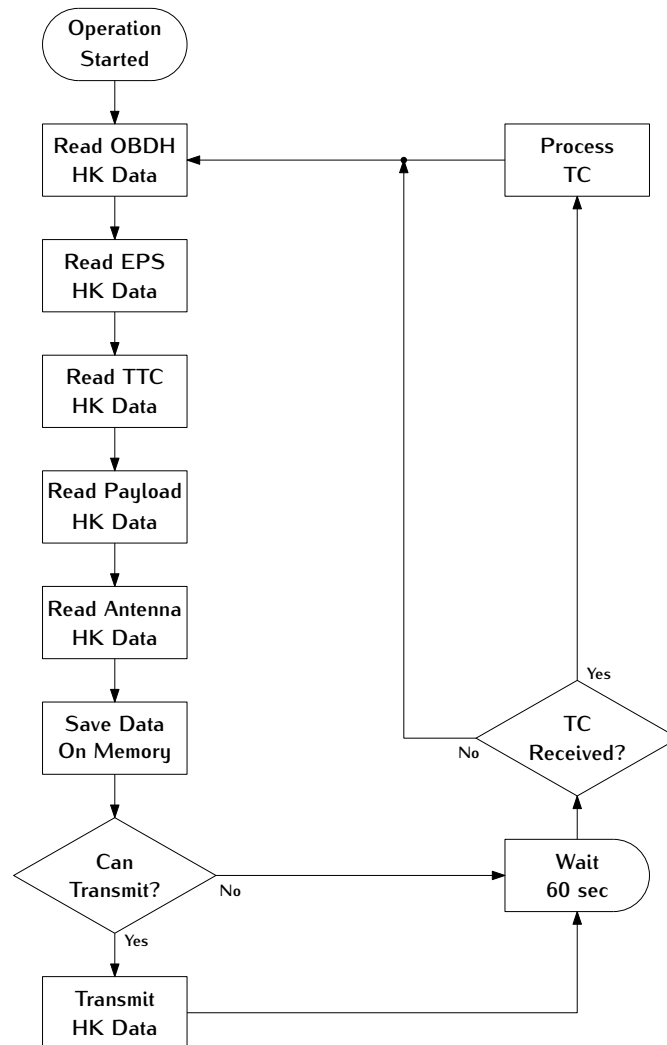 Operation
Started
Read OBDH
HK Data
Process
TC
Read EPS
HK Data
Read TTC
HK Data
Read Payload
HK Data
Read Antenna
HK Data
Yes
Save Data
On Memory
TC
Received?
No
Can
Transmit?
No
Wait
60 sec
Yes
Transmit
HK Data